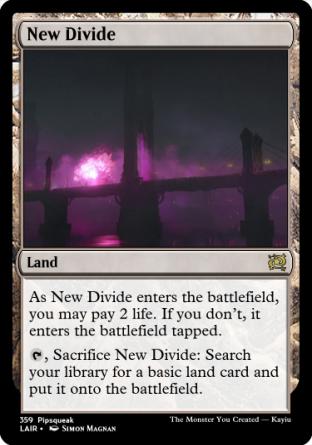 New Divide
Land
As New Divide enters the battlefield,
you may pay 2 life. If you don't, it
enters the battlefield tapped.
, Sacrifice New Divide: Search
your library for a basic land card and
put it onto the battlefield.
359 Pipsqueak
The Monster You Created — Kayiu
LAIR • Simon Magnan